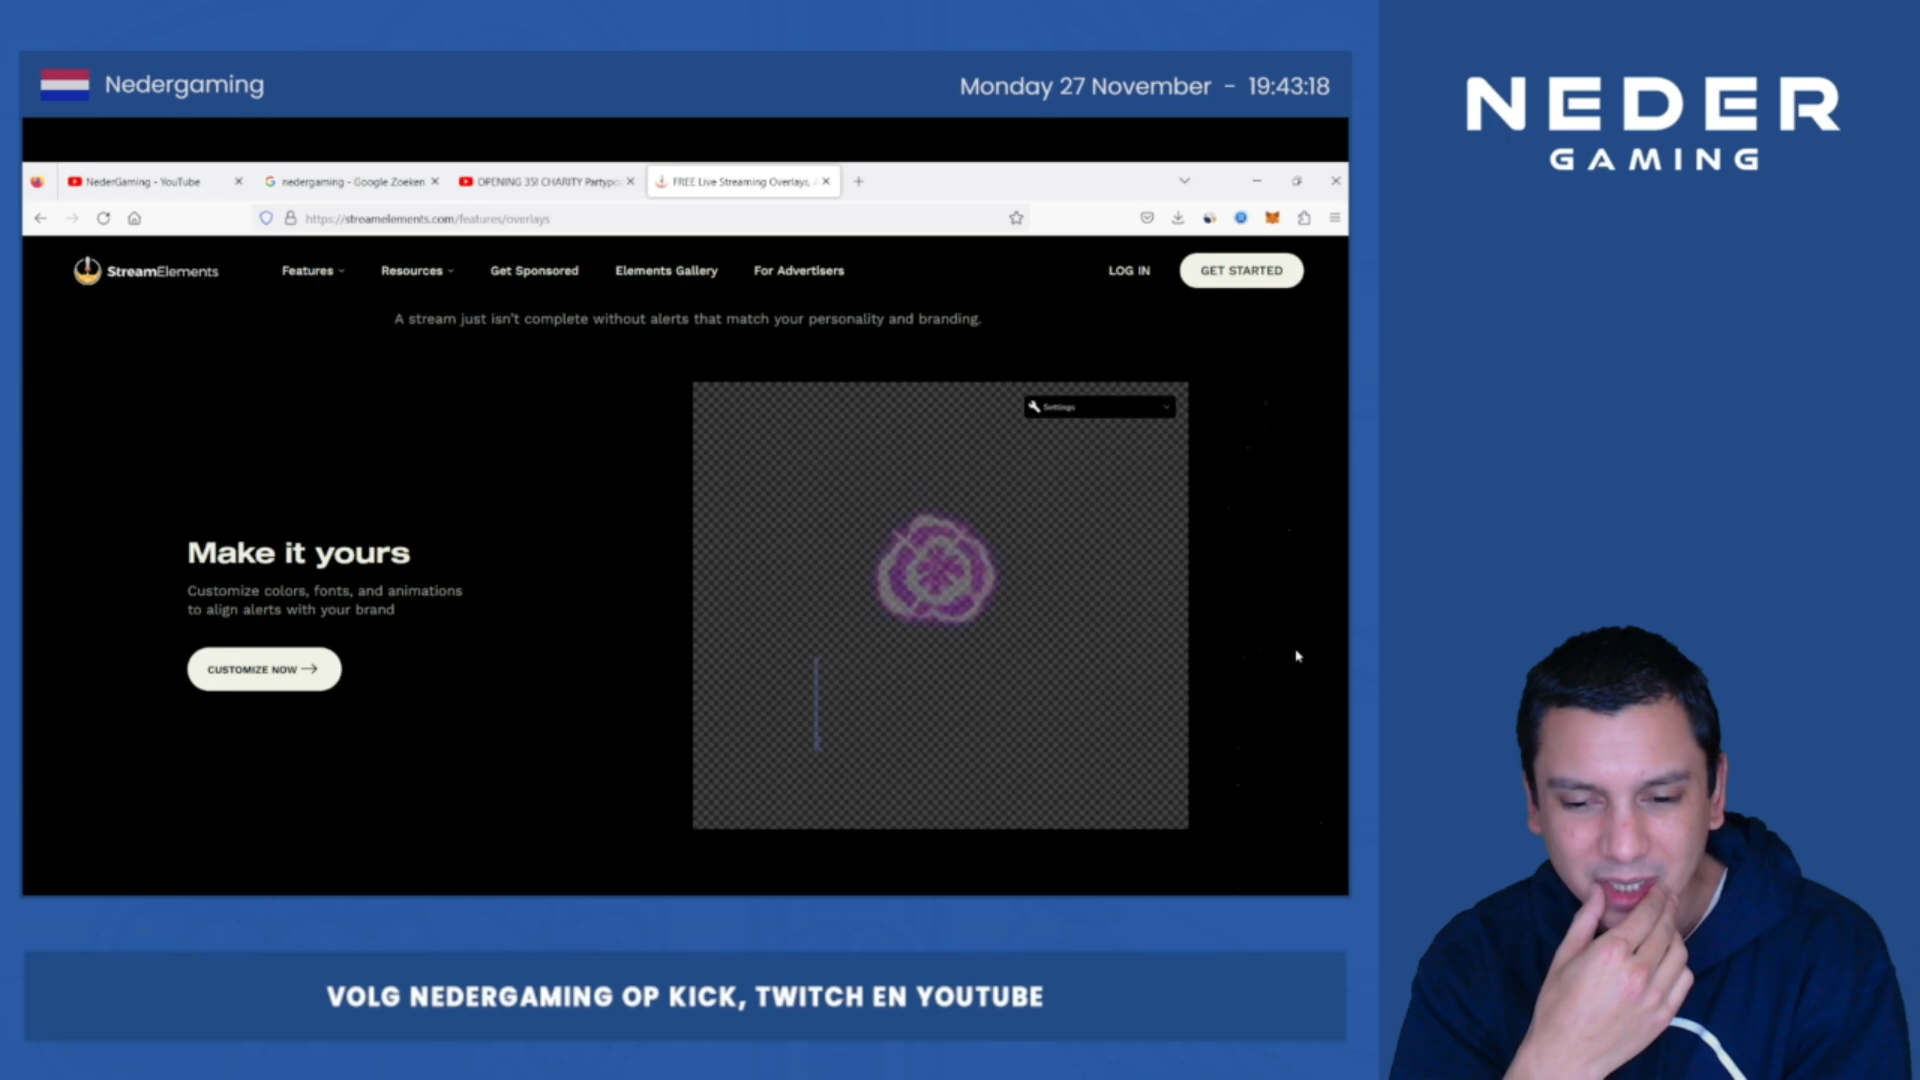 Nedergaming
Monday 27 November - 19:43:18
NEDER
GAMING
NederGaming - YouTube
nedergaming - Google Zoeken
OPENING 35! CHARITY
FREE Live Streaming Overlays,
https://streamelements.com/features/overlays
StreamElements
Features
Resources
Get Sponsored
Elements Gallery
For Advertisers
LOG IN
GET STARTED
A stream just isn't complete without alerts that match your personality and branding.
Settings
Make it yours
Customize colors, fonts, and animations
to align alerts with your brand
CUSTOMIZE NOW
VOLG NEDERGAMING OP KICK, TWITCH EN YOUTUBE